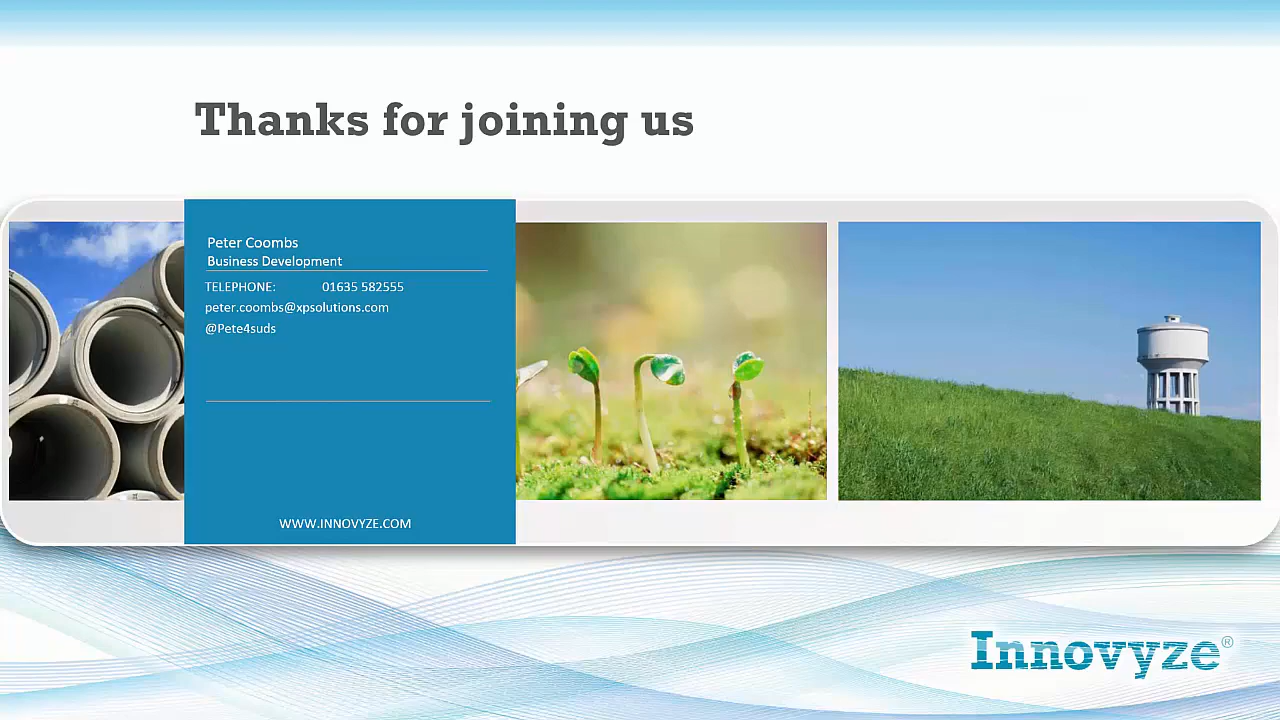 Thanks for joining us
Peter Coombs
Business Development
TELEPHONE: 01635 582555
peter.coombs@xpsolutions.com
@Pete4suds
WWW.INNOVYZE.COM
Innovyze®